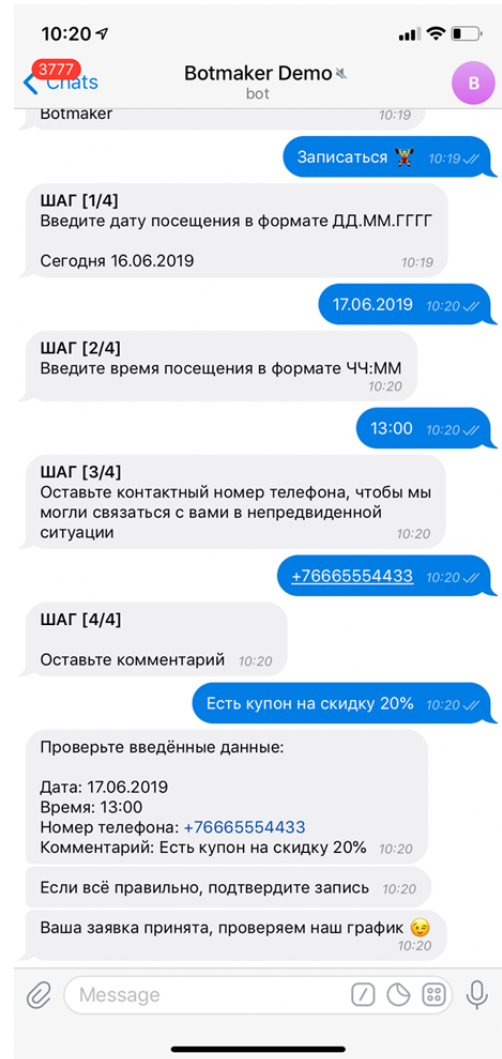 10:20
3777
Chats
Botmaker Demo
bot
B
Botmaker 10:19
Записаться 🏋️ 10:19
ШАГ [1/4]
Введите дату посещения в формате ДД.ММ.ГГГГ
Сегодня 16.06.2019 10:19
17.06.2019 10:20
ШАГ [2/4]
Введите время посещения в формате ЧЧ:ММ
10:20
13:00 10:20
ШАГ [3/4]
Оставьте контактный номер телефона, чтобы мы
могли связаться с вами в непредвиденной
ситуации 10:20
+76665554433 10:20
ШАГ [4/4]
Оставьте комментарий 10:20
Есть купон на скидку 20% 10:20
Проверьте введённые данные:
Дата: 17.06.2019
Время: 13:00
Номер телефона: +76665554433
Комментарий: Есть купон на скидку 20% 10:20
Если всё правильно, подтвердите запись 10:20
Ваша заявка принята, проверяем наш график 😉
10:20
Message